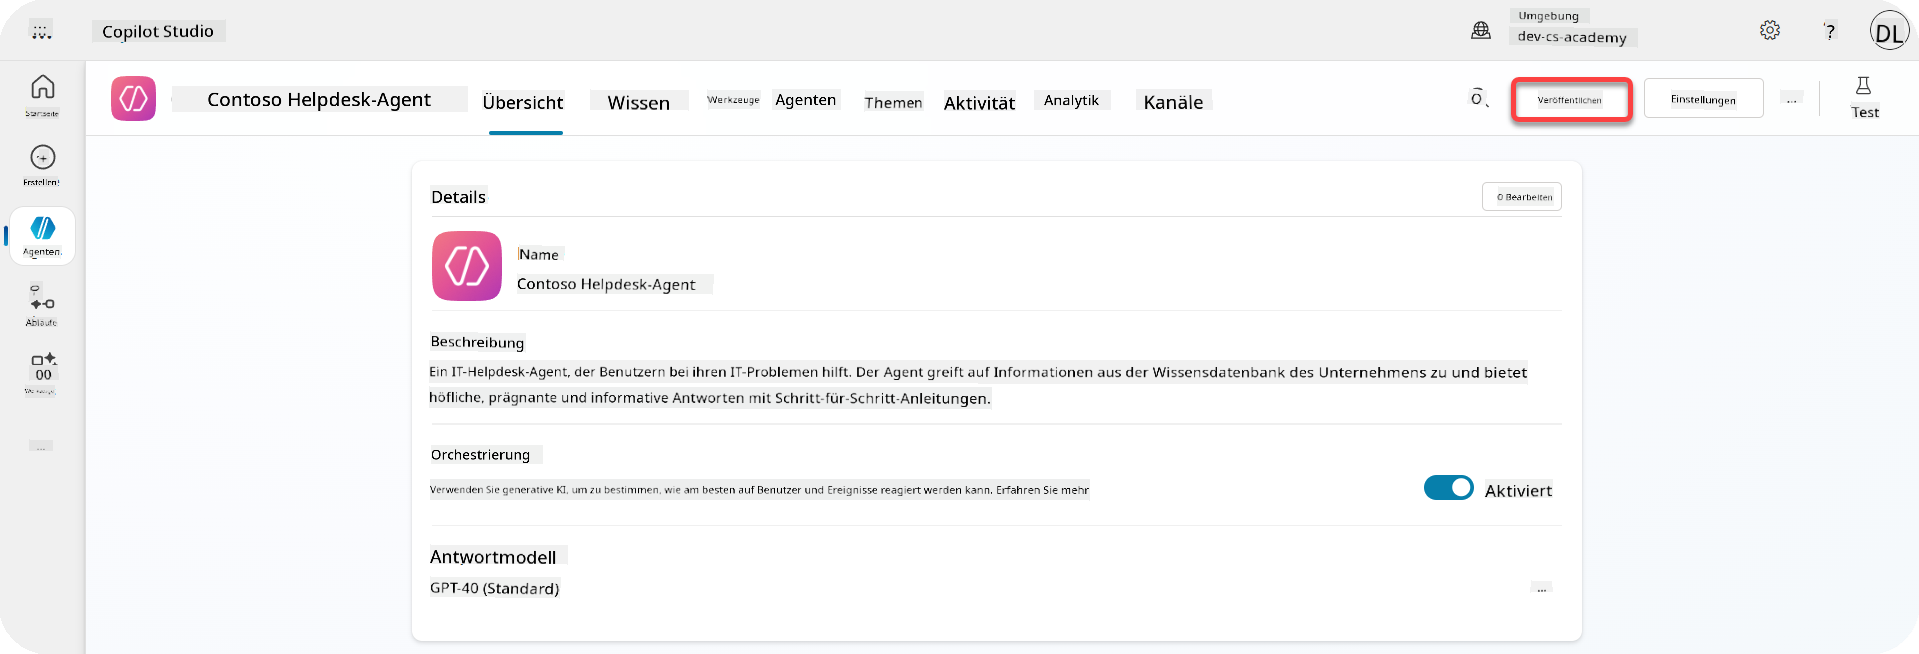 Copilot Studio
Umgebung
dev-cs-academy
?
DL
Contoso Helpdesk-Agent
Übersicht
Wissen
Werkzeuge
Agenten
Themen
Aktivität
Analytik
Kanäle
Veröffentlichen
Einstellungen
...
Test
Startseite
Erstellen!
Agenten.
Abläufe
...
Details
Bearbeiten
Name
Contoso Helpdesk-Agent
Beschreibung
Ein IT-Helpdesk-Agent, der Benutzern bei ihren IT-Problemen hilft. Der Agent greift auf Informationen aus der Wissensdatenbank des Unternehmens zu und bietet
höfliche, prägnante und informative Antworten mit Schritt-für-Schritt-Anleitungen.
Orchestrierung
Verwenden Sie generative KI, um zu bestimmen, wie am besten auf Benutzer und Ereignisse reagiert werden kann. Erfahren Sie mehr
Aktiviert
Antwortmodell
GPT-40 (Standard)
...